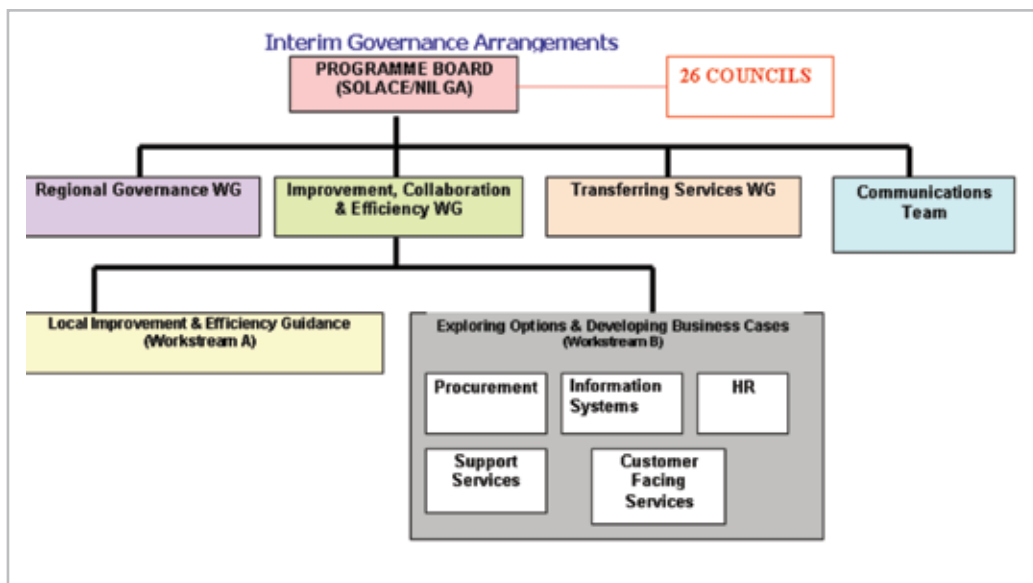 Interim Governance Arrangements
PROGRAMME BOARD
(SOLACE/NILGA)
26 COUNCILS
Regional Governance WG
Improvement, Collaboration
& Efficiency WG
Transferring Services WG
Communications
Team
Local Improvement & Efficiency Guidance
(Workstream A)
Exploring Options & Developing Business Cases
(Workstream B)
Procurement
Information
Systems
HR
Support
Services
Customer
Facing
Services